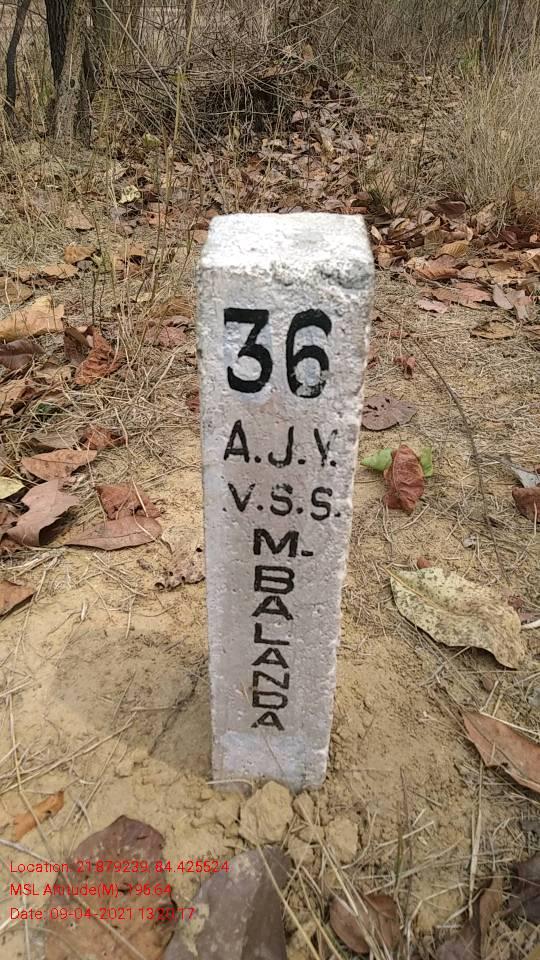 36
A.J.Y.
V.S.S.
M-
BALANDA
Location: 21.879239, 84.425524
MSL Altitude(M): 196.64
Date: 09-04-2021 13:20:17